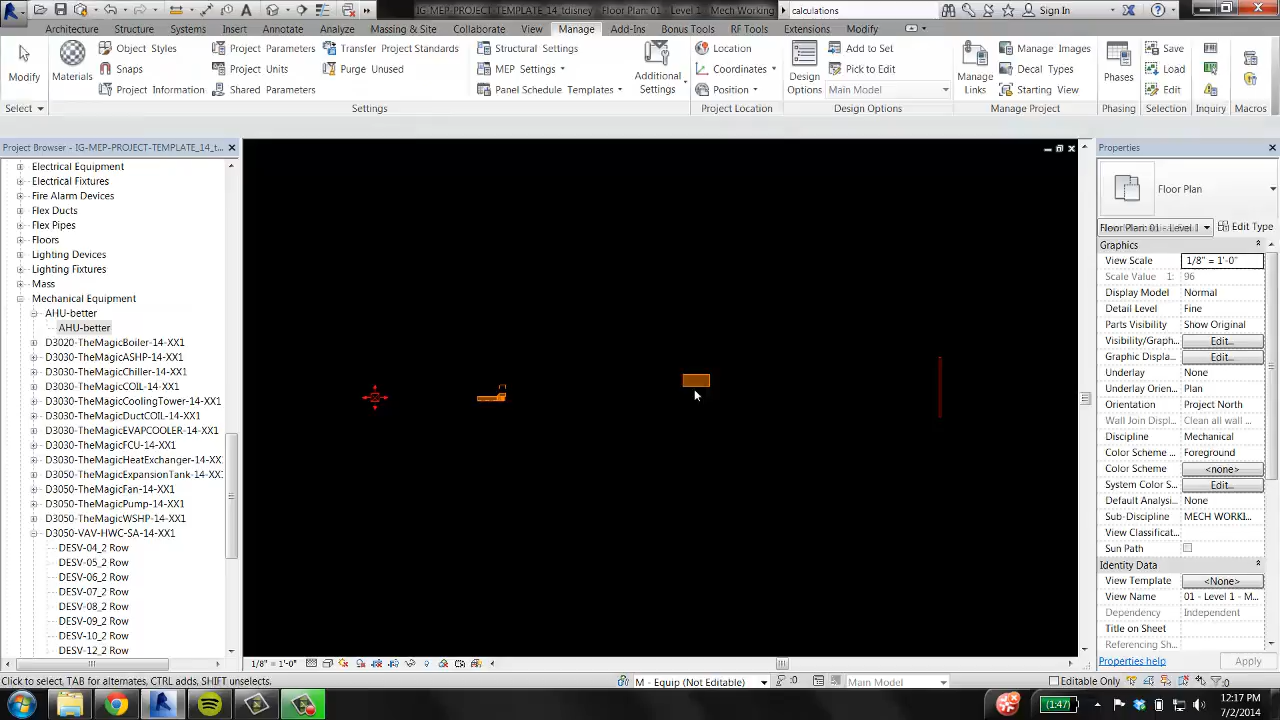 IG-MEP-PROJECT-TEMPLATE_14_tdisney Floor Plan: 01 - Level 1 - Mech Working
calculations
Sign In
Architecture Structure Systems Insert Annotate Analyze Massing & Site Collaborate View Manage Add-Ins Bonus Tools RF Tools Extensions Modify
Modify
Materials
Object Styles
Snaps
Project Information
Project Parameters
Project Units
Shared Parameters
Transfer Project Standards
Purge Unused
Structural Settings
MEP Settings
Panel Schedule Templates
Additional Settings
Location
Coordinates
Position
Design Options
Add to Set
Pick to Edit
Main Model
Manage Links
Manage Images
Decal Types
Starting View
Phases
Save
Load
Edit
Select Settings Project Location Design Options Manage Project Phasing Selection Inquiry Macros
Project Browser - IG-MEP-PROJECT-TEMPLATE_14_t...
Electrical Equipment
Electrical Fixtures
Fire Alarm Devices
Flex Ducts
Flex Pipes
Floors
Lighting Devices
Lighting Fixtures
Mass
Mechanical Equipment
AHU-better
AHU-better
D3020-TheMagicBoiler-14-XX1
D3030-TheMagicASHP-14-XX1
D3030-TheMagicChiller-14-XX1
D3030-TheMagicCOIL-14-XX1
D3030-TheMagicCoolingTower-14-XX1
D3030-TheMagicDuctCOIL-14-XX1
D3030-TheMagicEVAPCOOLER-14-XX1
D3030-TheMagicFCU-14-XX1
D3030-TheMagicHeatExchanger-14-XX
D3050-TheMagicExpansionTank-14-XX
D3050-TheMagicFan-14-XX1
D3050-TheMagicPump-14-XX1
D3050-TheMagicWSHP-14-XX1
D3050-VAV-HWC-SA-14-XX1
DESV-04_2 Row
DESV-05_2 Row
DESV-06_2 Row
DESV-07_2 Row
DESV-08_2 Row
DESV-09_2 Row
DESV-10_2 Row
DESV-12_2 Row
Properties
Floor Plan
Floor Plan: 01 - Level 1 Edit Type
Graphics
View Scale 1/8" = 1'-0"
Scale Value 1: 96
Display Model Normal
Detail Level Fine
Parts Visibility Show Original
Visibility/Graph... Edit...
Graphic Displa... Edit...
Underlay None
Underlay Orien... Plan
Orientation Project North
Wall Join Displ... Clean all wall ...
Discipline Mechanical
Color Scheme ... Foreground
Color Scheme <none>
System Color S... Edit...
Default Analysi... None
Sub-Discipline MECH WORKI...
View Classificat...
Sun Path
Identity Data
View Template <None>
View Name 01 - Level 1 - M...
Dependency Independent
Title on Sheet
Referencing Sh...
Properties help Apply
1/8" = 1'-0"
Click to select, TAB for alternates, CTRL adds, SHIFT unselects.
M - Equip (Not Editable) :0 Main Model Editable Only :0
(1:47)
12:17 PM
7/2/2014